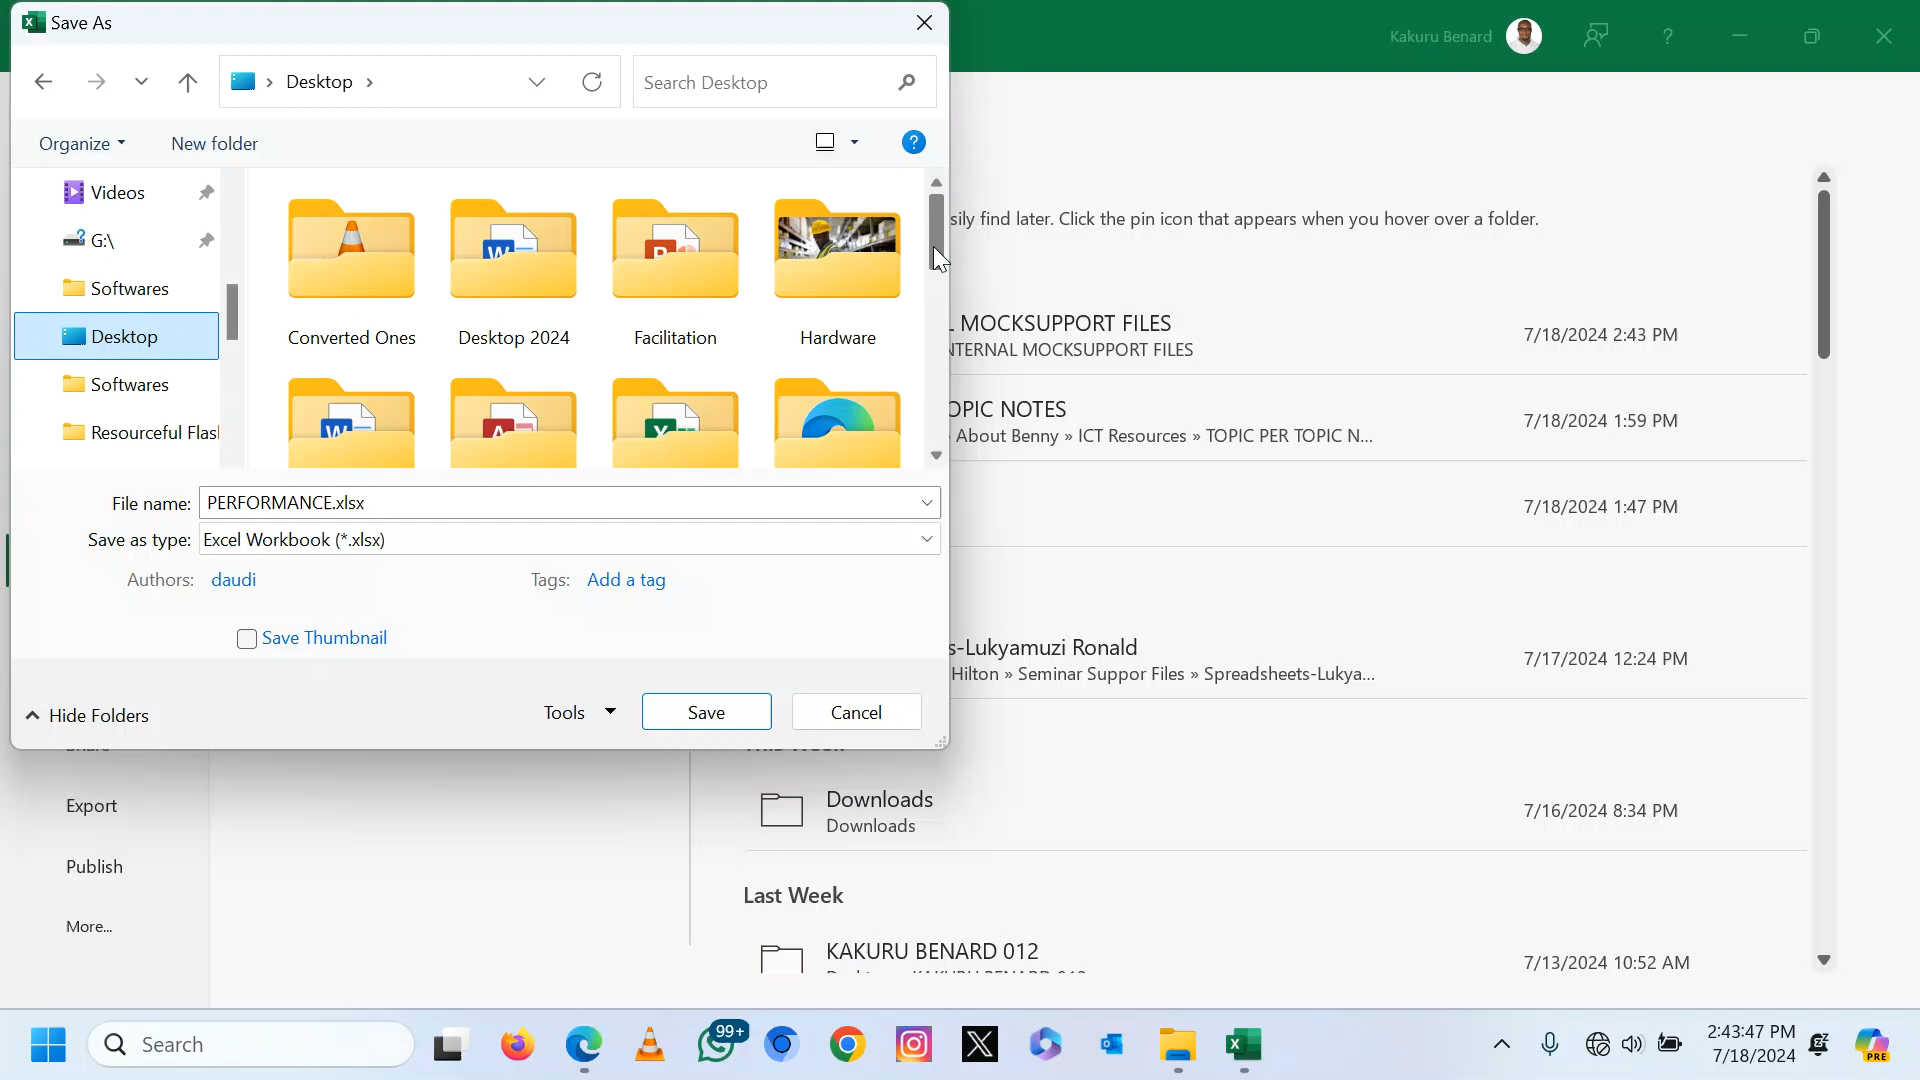 Save As
Kakuru Benard
?
Desktop
Search Desktop
Organize
New folder
?
Videos
G:\
Softwares
Desktop
Softwares
Resourceful Flas
Converted Ones
Desktop 2024
Facilitation
Hardware
File name: PERFORMANCE.xlsx
Save as type: Excel Workbook (*.xlsx)
Authors: daudi
Tags: Add a tag
Save Thumbnail
Hide Folders
Tools
Save
Cancel
sily find later. Click the pin icon that appears when you hover over a folder.
L MOCKSUPPORT FILES
NTERNAL MOCKSUPPORT FILES
7/18/2024 2:43 PM
OPIC NOTES
About Benny » ICT Resources » TOPIC PER TOPIC N...
7/18/2024 1:59 PM
7/18/2024 1:47 PM
s-Lukyamuzi Ronald
Hilton » Seminar Suppor Files » Spreadsheets-Lukya...
7/17/2024 12:24 PM
Export
Publish
More...
Downloads
Downloads
7/16/2024 8:34 PM
Last Week
KAKURU BENARD 012
7/13/2024 10:52 AM
Search
99+
2:43:47 PM
7/18/2024
PRE